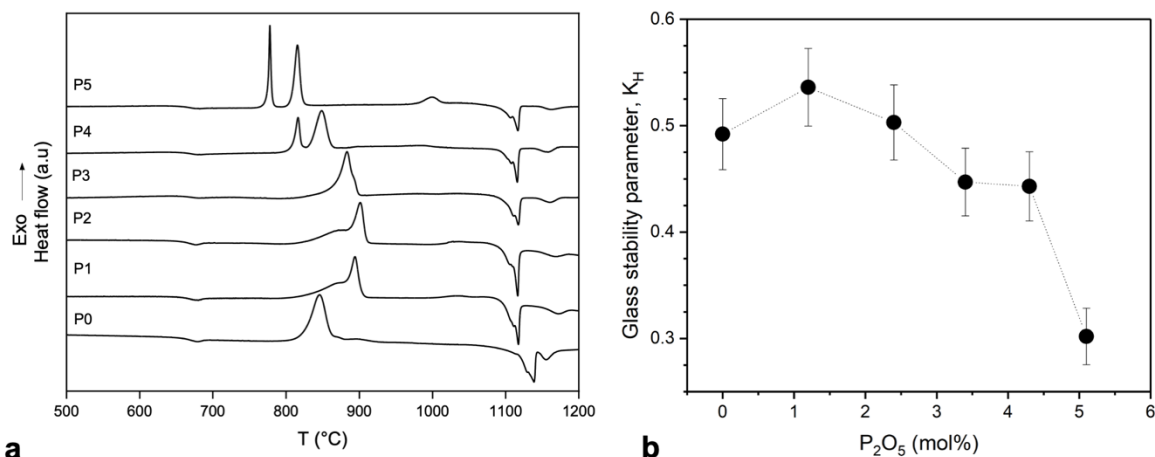 P5
P4
P3
P2
P1
P0
Exo
Heat flow (a.u)
500 600 700 800 900 1000 1100 1200
T (°C)
a
0.6
0.5
0.4
0.3
Glass stability parameter, K_H
0 1 2 3 4 5 6
P₂O₅ (mol%)
b